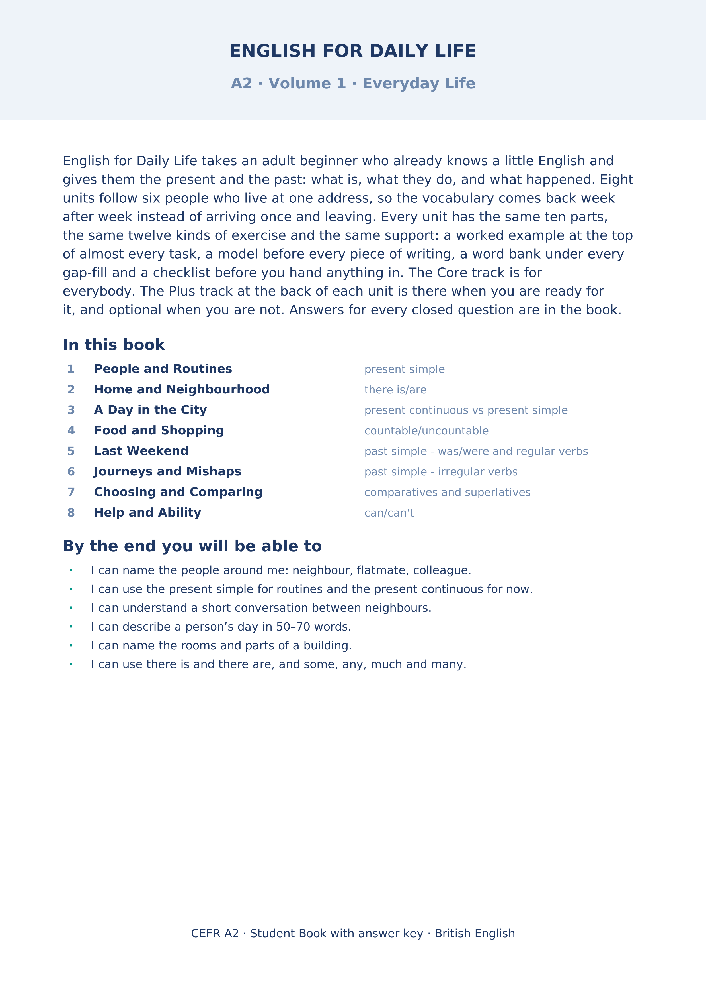 ENGLISH FOR DAILY LIFE
A2 · Volume 1 · Everyday Life
English for Daily Life takes an adult beginner who already knows a little English and
gives them the present and the past: what is, what they do, and what happened. Eight
units follow six people who live at one address, so the vocabulary comes back week
after week instead of arriving once and leaving. Every unit has the same ten parts,
the same twelve kinds of exercise and the same support: a worked example at the top
of almost every task, a model before every piece of writing, a word bank under every
gap-fill and a checklist before you hand anything in. The Core track is for
everybody. The Plus track at the back of each unit is there when you are ready for
it, and optional when you are not. Answers for every closed question are in the book.
In this book
1 People and Routines present simple
2 Home and Neighbourhood there is/are
3 A Day in the City present continuous vs present simple
4 Food and Shopping countable/uncountable
5 Last Weekend past simple - was/were and regular verbs
6 Journeys and Mishaps past simple - irregular verbs
7 Choosing and Comparing comparatives and superlatives
8 Help and Ability can/can't
By the end you will be able to
· I can name the people around me: neighbour, flatmate, colleague.
· I can use the present simple for routines and the present continuous for now.
· I can understand a short conversation between neighbours.
· I can describe a person’s day in 50–70 words.
· I can name the rooms and parts of a building.
· I can use there is and there are, and some, any, much and many.
CEFR A2 · Student Book with answer key · British English